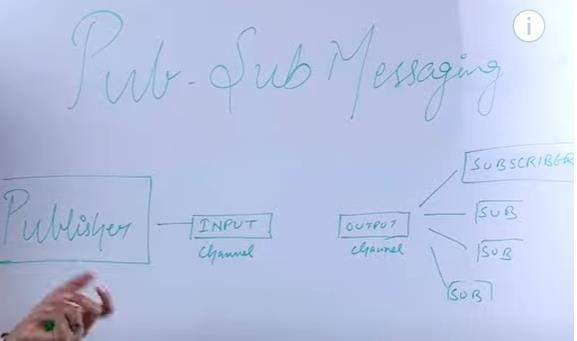 Pub-Sub Messaging
SUBSCRIBER
Publisher
INPUT
Channel
OUTPUT
Channel
SUB
SUB
SUB